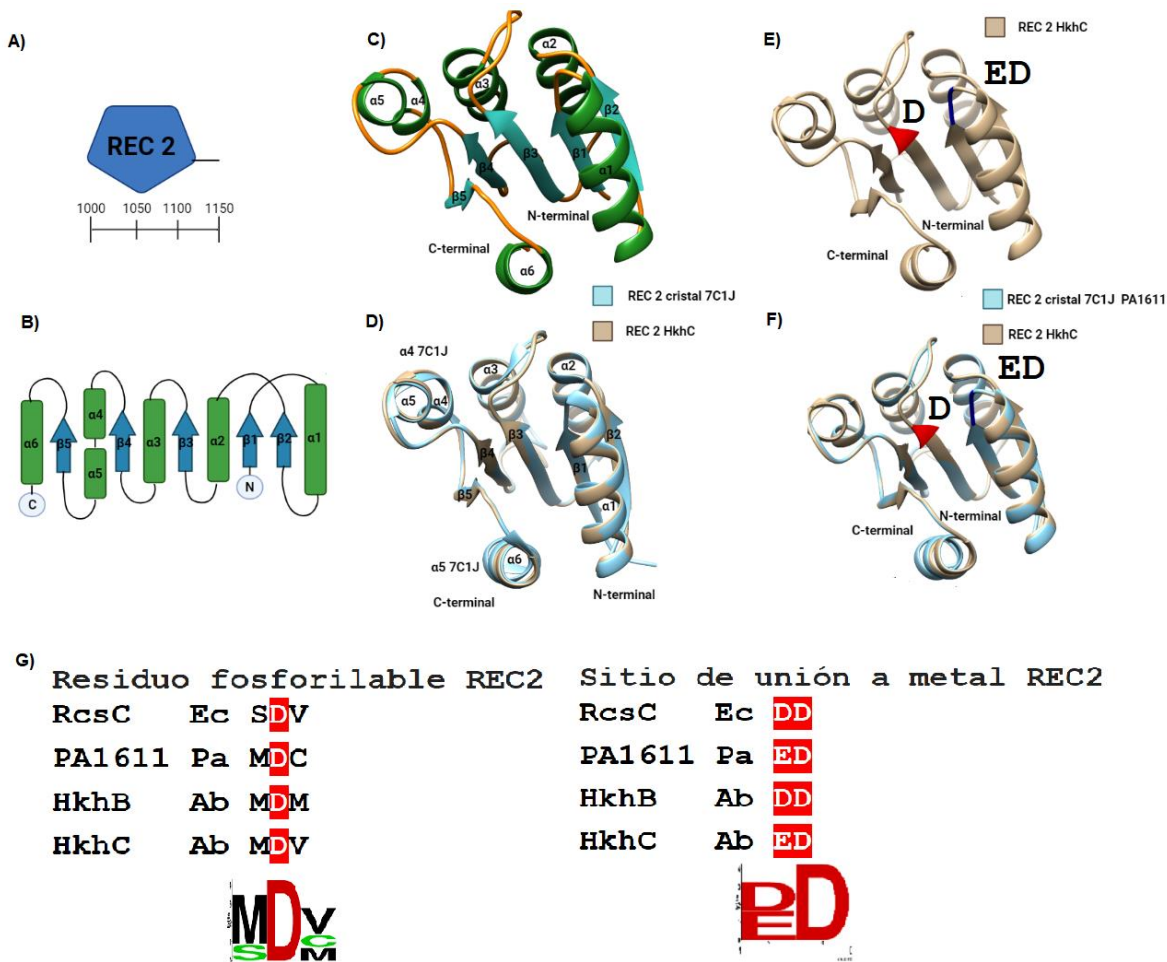 A)
REC 2
1000 1050 1100 1150
B)
α6 β5 α4 α5 β4 α3 β3 α2 β1 β2 α1
C N
C)
α2
α3
α5 α4
β2
β1
β3
β4
α1
β5
N-terminal
C-terminal
α6
REC 2 cristal 7C1J
REC 2 HkhC
D)
α4 7C1J
α3 α2
α5 α4
β3 β2
β4
β1
β5
α1
α5 7C1J α6
C-terminal
N-terminal
E)
REC 2 HkhC
ED
D
N-terminal
C-terminal
REC 2 cristal 7C1J PA1611
REC 2 HkhC
F)
ED
D
N-terminal
C-terminal
G)
Residuo fosforilable REC2
RcsC Ec SDV
PA1611 Pa MDC
HkhB Ab MDM
HkhC Ab MDV
M S D V C M
Sitio de unión a metal REC2
RcsC Ec DD
PA1611 Pa ED
HkhB Ab DD
HkhC Ab ED
D E D